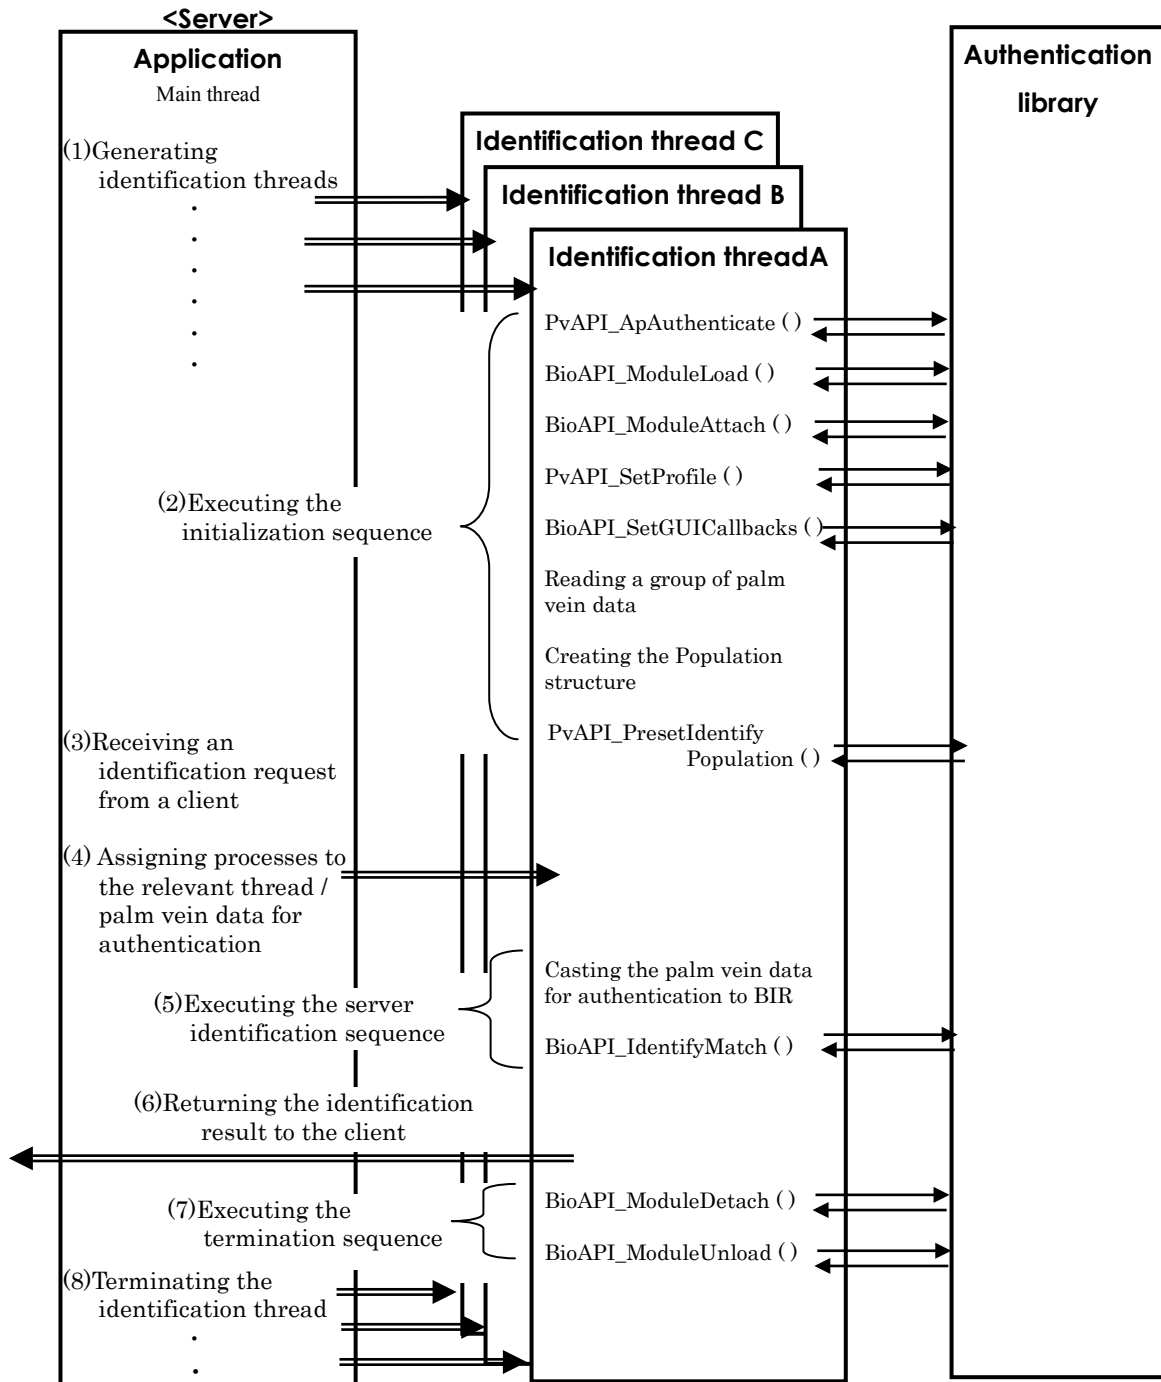 <Server>
Application
Main thread
Authentication
library
Identification thread C
Identification thread B
Identification threadA
(1)Generating
identification threads
.
.
.
.
.
.
PvAPI_ApAuthenticate ( )
BioAPI_ModuleLoad ( )
BioAPI_ModuleAttach ( )
PvAPI_SetProfile ( )
(2)Executing the
initialization sequence
BioAPI_SetGUICallbacks ( )
Reading a group of palm
vein data
Creating the Population
structure
PvAPI_PresetIdentify
Population ( )
(3)Receiving an
identification request
from a client
(4) Assigning processes to
the relevant thread /
palm vein data for
authentication
Casting the palm vein data
for authentication to BIR
(5)Executing the server
identification sequence
BioAPI_IdentifyMatch ( )
(6)Returning the identification
result to the client
BioAPI_ModuleDetach ( )
(7)Executing the
termination sequence
BioAPI_ModuleUnload ( )
(8)Terminating the
identification thread
.
.